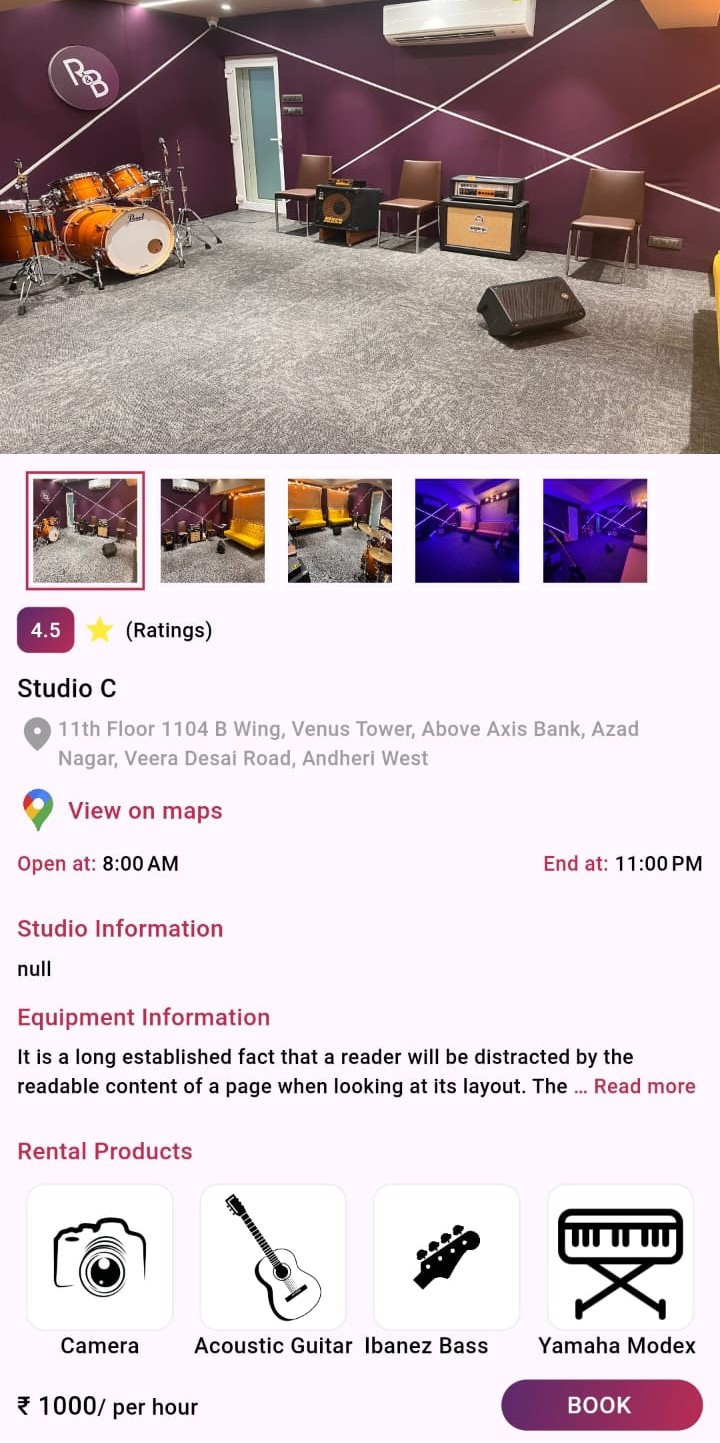 R&B
Pearl
4.5
(Ratings)
Studio C
11th Floor 1104 B Wing, Venus Tower, Above Axis Bank, Azad
Nagar, Veera Desai Road, Andheri West
View on maps
Open at: 8:00 AM
End at: 11:00 PM
Studio Information
null
Equipment Information
It is a long established fact that a reader will be distracted by the
readable content of a page when looking at its layout. The ... Read more
Rental Products
Camera
Acoustic Guitar
Ibanez Bass
Yamaha Modex
₹ 1000/ per hour
BOOK